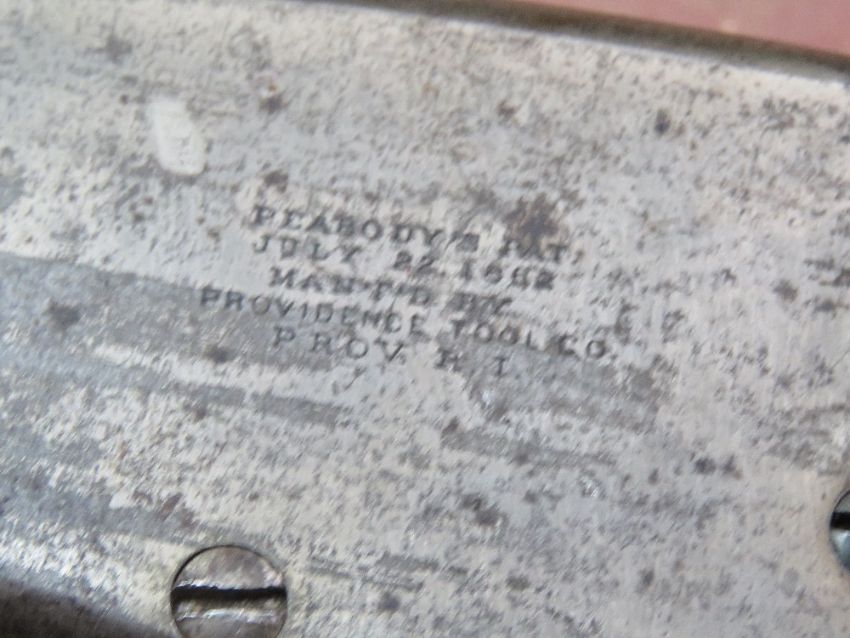 PEABODY'S PAT,
JULY 22, 1862
MAN'F'D BY
PROVIDENCE TOOL CO.
PROV. R. I.